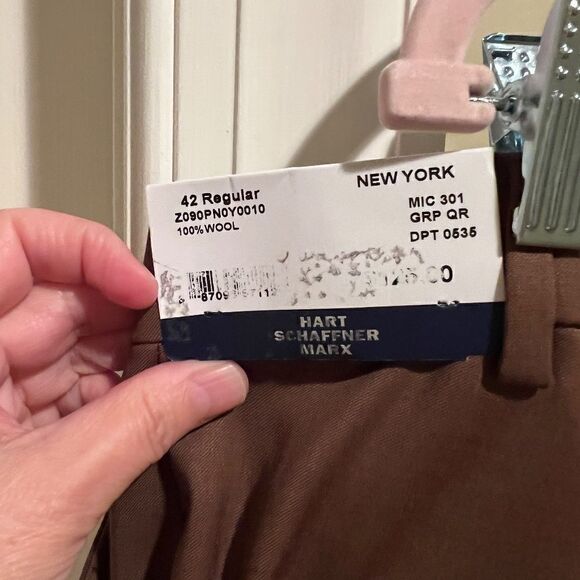 42 Regular
NEW YORK
Z090PN0Y0010
MIC 301
100% WOOL
GRP QR
DPT 0535
HART
SCHAFFNER
MARX